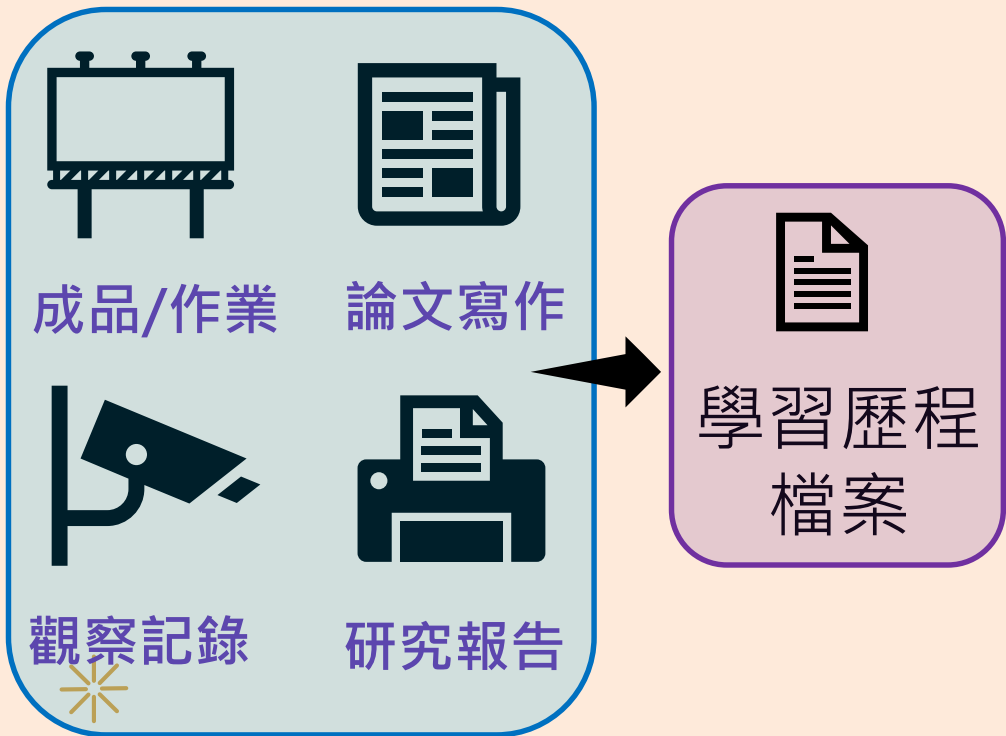 成品/作業
論文寫作
觀察記錄
研究報告
學習歷程
檔案